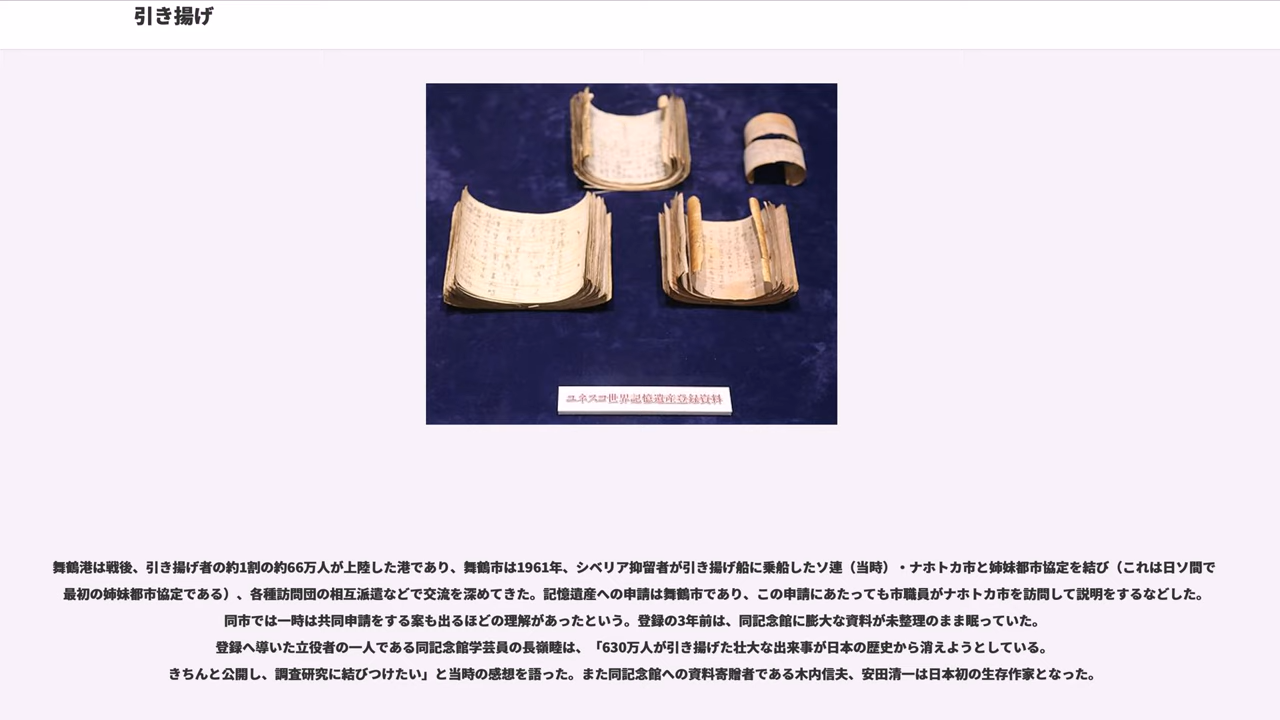 引き揚げ
ユネスコ世界記憶遺産登録資料
舞鶴港は戦後、引き揚げ者の約1割の約66万人が上陸した港であり、舞鶴市は1961年、シベリア抑留者が引き揚げ船に乗船したソ連（当時）・ナホトカ市と姉妹都市協定を結び（これは日ソ間で
最初の姉妹都市協定である）、各種訪問団の相互派遣などで交流を深めてきた。記憶遺産への申請は舞鶴市であり、この申請にあたっても市職員がナホトカ市を訪問して説明をするなどした。
同市では一時は共同申請をする案も出るほどの理解があったという。登録の3年前は、同記念館に膨大な資料が未整理のまま眠っていた。
登録へ導いた立役者の一人である同記念館学芸員の長嶺睦は、「630万人が引き揚げた壮大な出来事が日本の歴史から消えようとしている。
きちんと公開し、調査研究に結びつけたい」と当時の感想を語った。また同記念館への資料寄贈者である木内信夫、安田清一は日本初の生存作家となった。